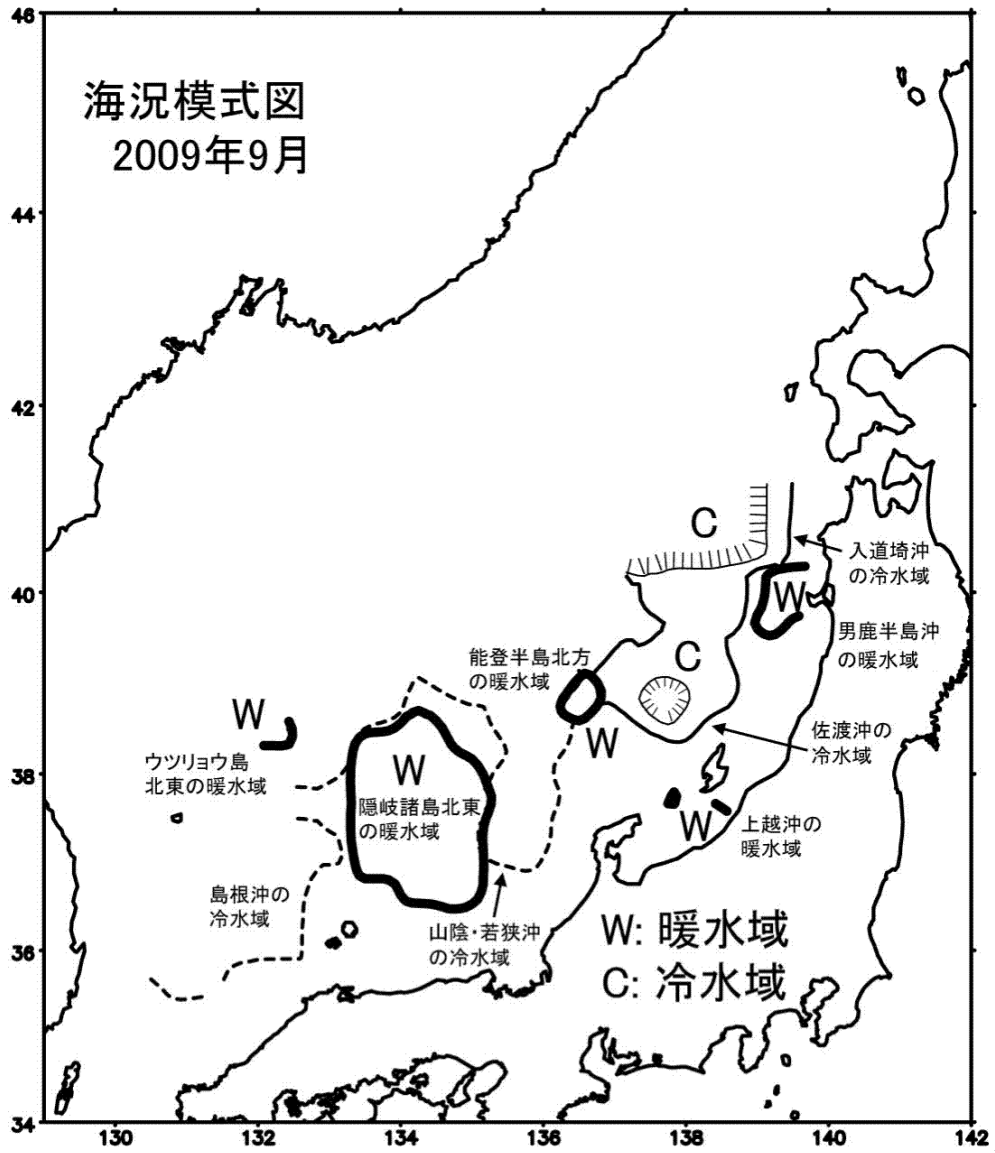 海況模式図
2009年9月
46
44
42
40
38
36
34
130
132
134
136
138
140
142
C
入道埼沖
の冷水域
W
男鹿半島沖
の暖水域
能登半島北方
の暖水域
C
W
佐渡沖の
冷水域
W
ウツリョウ島
北東の暖水域
W
隠岐諸島北東
の暖水域
W
上越沖の
暖水域
島根沖の
冷水域
山陰・若狭沖
の冷水域
W: 暖水域
C: 冷水域